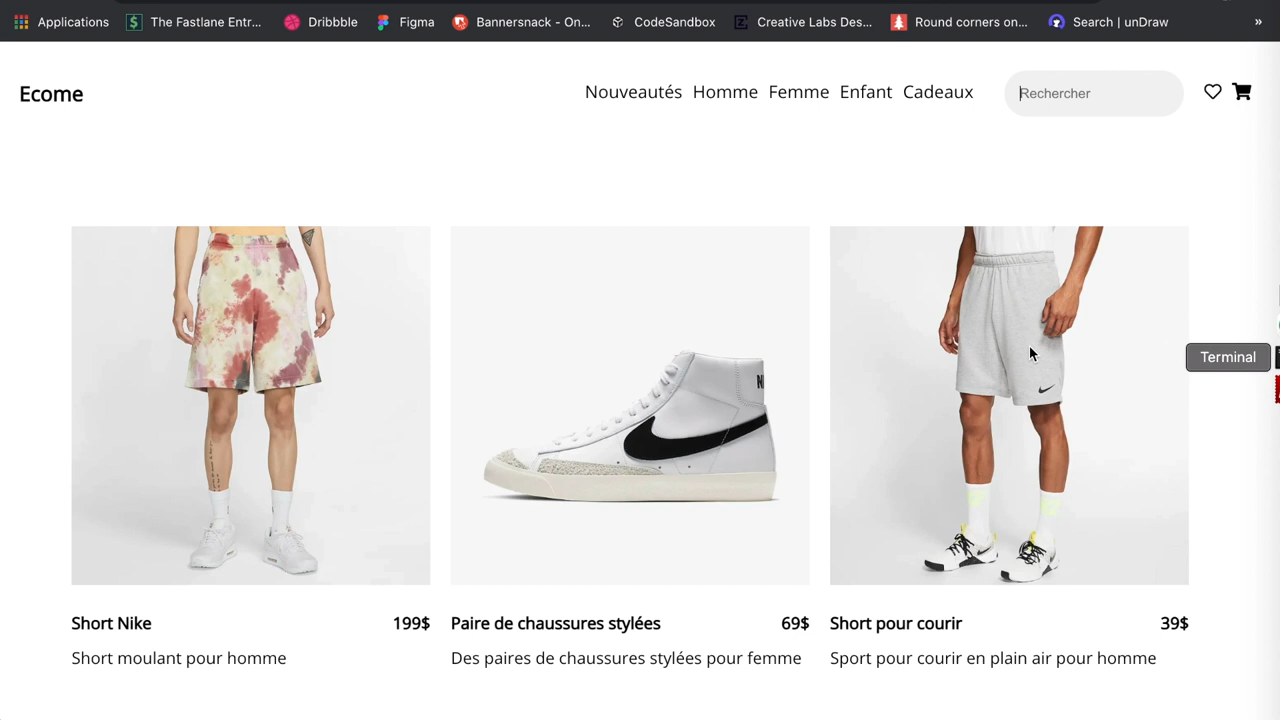 Applications The Fastlane Entr... Dribbble Figma Bannersnack - On... CodeSandbox Creative Labs Des... Round corners on... Search | unDraw »
Ecome Nouveautés Homme Femme Enfant Cadeaux Rechercher
Terminal
Short Nike 199$ Paire de chaussures stylées 69$ Short pour courir 39$
Short moulant pour homme Des paires de chaussures stylées pour femme Sport pour courir en plain air pour homme